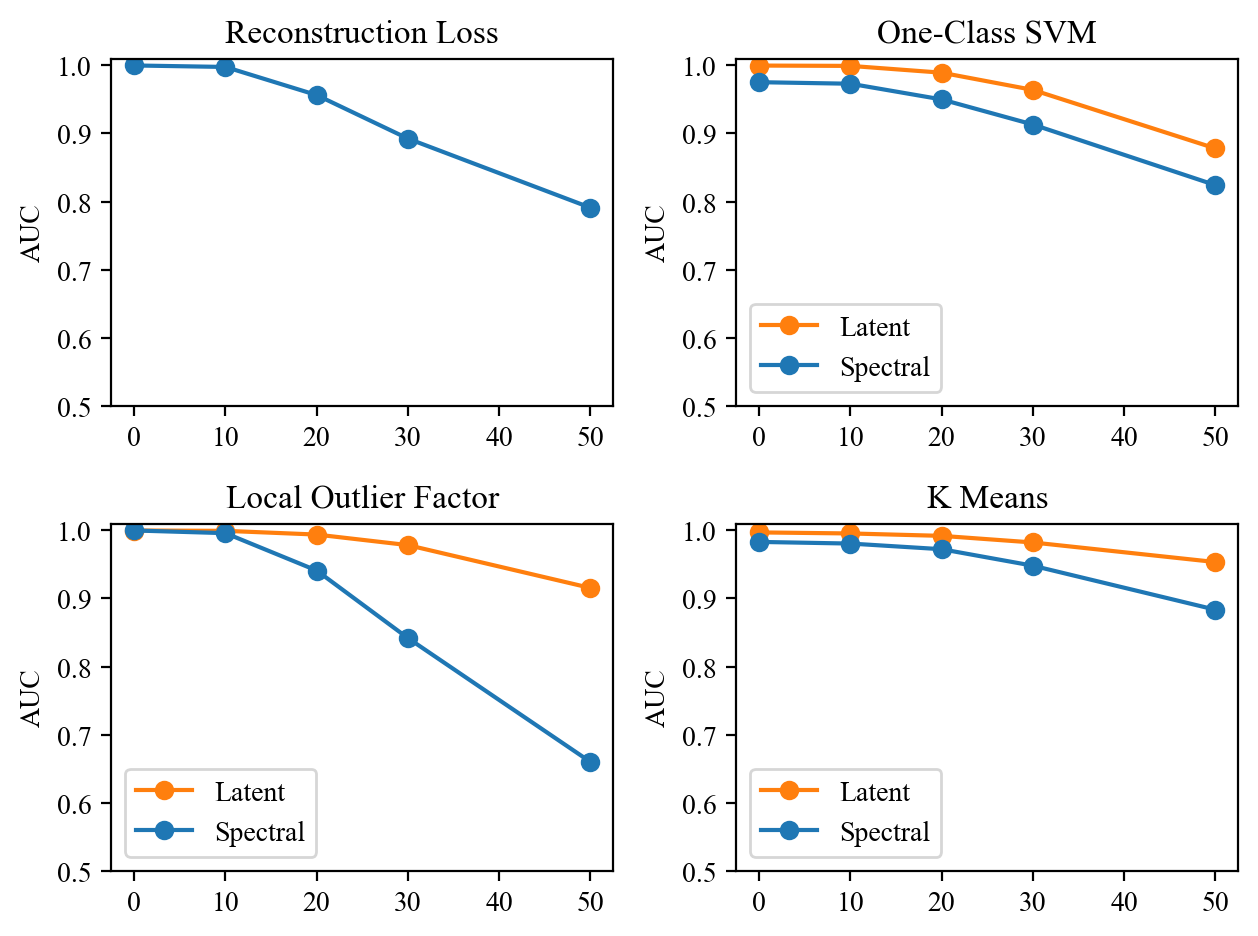 Reconstruction Loss
AUC
1.0
0.9
0.8
0.7
0.6
0.5
0 10 20 30 40 50
One-Class SVM
AUC
1.0
0.9
0.8
0.7
0.6
0.5
Latent
Spectral
0 10 20 30 40 50
Local Outlier Factor
AUC
1.0
0.9
0.8
0.7
0.6
0.5
Latent
Spectral
0 10 20 30 40 50
K Means
AUC
1.0
0.9
0.8
0.7
0.6
0.5
Latent
Spectral
0 10 20 30 40 50